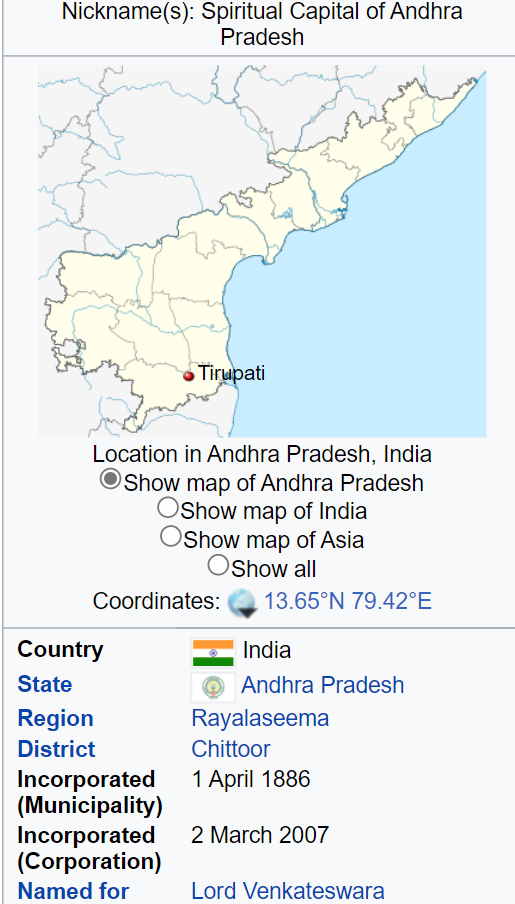 Nickname(s): Spiritual Capital of Andhra
Pradesh
Tirupati
Location in Andhra Pradesh, India
Show map of Andhra Pradesh
Show map of India
Show map of Asia
Show all
Coordinates: 13.65°N 79.42°E
Country India
State Andhra Pradesh
Region Rayalaseema
District Chittoor
Incorporated 1 April 1886
(Municipality)
Incorporated 2 March 2007
(Corporation)
Named for Lord Venkateswara